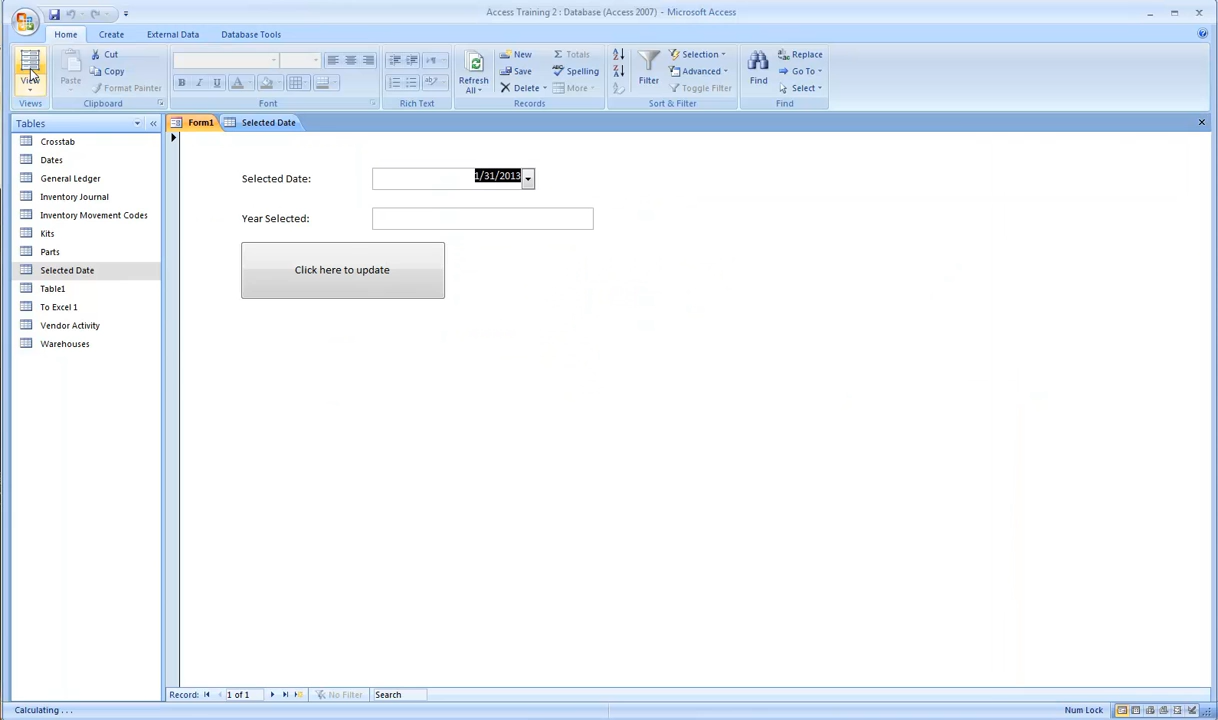 Access Training 2 : Database (Access 2007) - Microsoft Access
Home Create External Data Database Tools
View
Views
Paste
Cut
Copy
Format Painter
Clipboard
B I U A
Font
ab
Rich Text
Refresh All
New
Save
Delete
Totals
Spelling
More
Records
Filter
Selection
Advanced
Toggle Filter
Sort & Filter
Find
Replace
Go To
Select
Find
Tables
Crosstab
Dates
General Ledger
Inventory Journal
Inventory Movement Codes
Kits
Parts
Selected Date
Table1
To Excel 1
Vendor Activity
Warehouses
Form1 Selected Date
Selected Date: 1/31/2013
Year Selected:
Click here to update
Record: 1 of 1 No Filter Search
Calculating . . . Num Lock